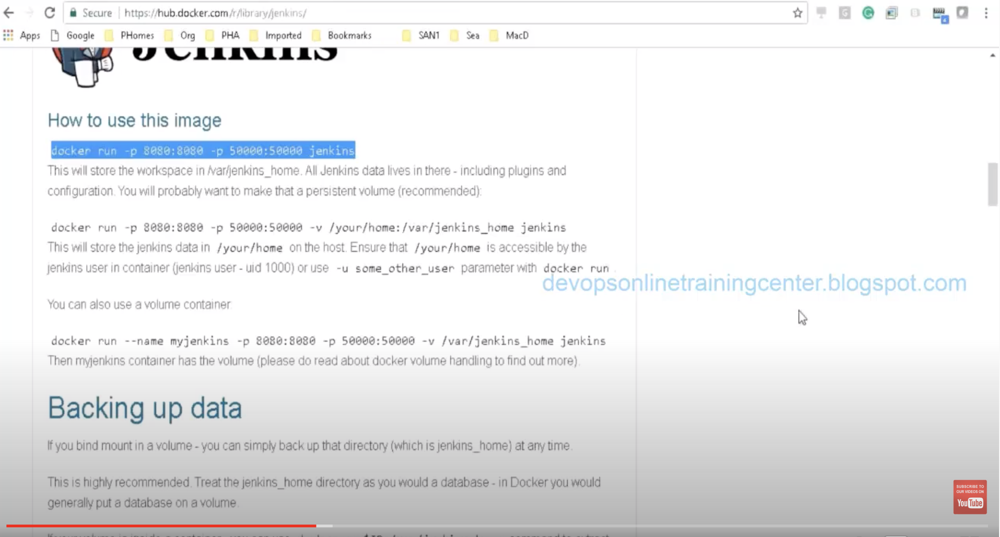 Secure https://hub.docker.com/r/library/jenkins/
Apps Google PHomes Org PHA Imported Bookmarks SAN1 Sea MacD
Jenkins
How to use this image
docker run -p 8080:8080 -p 50000:50000 jenkins
This will store the workspace in /var/jenkins_home. All Jenkins data lives in there - including plugins and
configuration. You will probably want to make that a persistent volume (recommended):
docker run -p 8080:8080 -p 50000:50000 -v /your/home:/var/jenkins_home jenkins
This will store the jenkins data in /your/home on the host. Ensure that /your/home is accessible by the
jenkins user in container (jenkins user - uid 1000) or use -u some_other_user parameter with docker run .
devopsonlinetrainingcenter.blogspot.com
You can also use a volume container:
docker run --name myjenkins -p 8080:8080 -p 50000:50000 -v /var/jenkins_home jenkins
Then myjenkins container has the volume (please do read about docker volume handling to find out more).
Backing up data
If you bind mount in a volume - you can simply back up that directory (which is jenkins_home) at any time.
This is highly recommended. Treat the jenkins_home directory as you would a database - in Docker you would
generally put a database on a volume.
SUBSCRIBE TO
OUR VIDEOS ON
YouTube